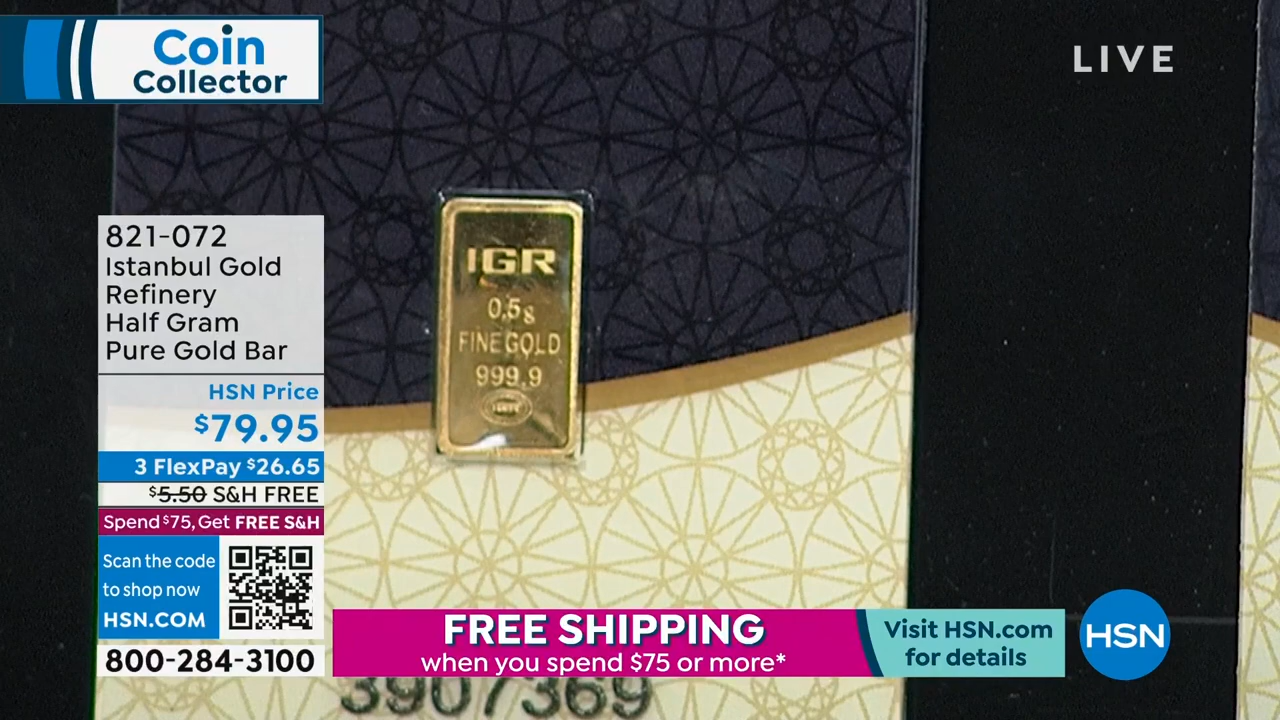 Coin
Collector
LIVE
821-072
Istanbul Gold
Refinery
Half Gram
Pure Gold Bar
HSN Price
$79.95
3 FlexPay $26.65
$5.50 S&H FREE
Spend $75, Get FREE S&H
Scan the code
to shop now
HSN.COM
800-284-3100
IGR
0,5g
FINE GOLD
999.9
FREE SHIPPING
when you spend $75 or more*
Visit HSN.com
for details
HSN
3907369